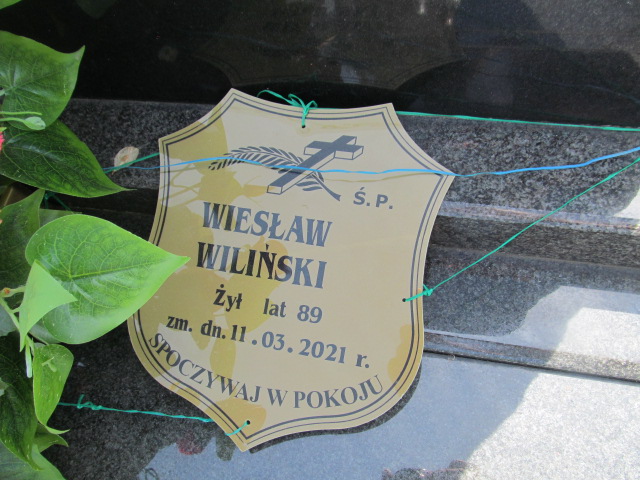 Ś.P.
WIESŁAW
WILIŃSKI
Żył lat 89
zm. dn. 11.03.2021 r.
SPOCZYWAJ W POKOJU